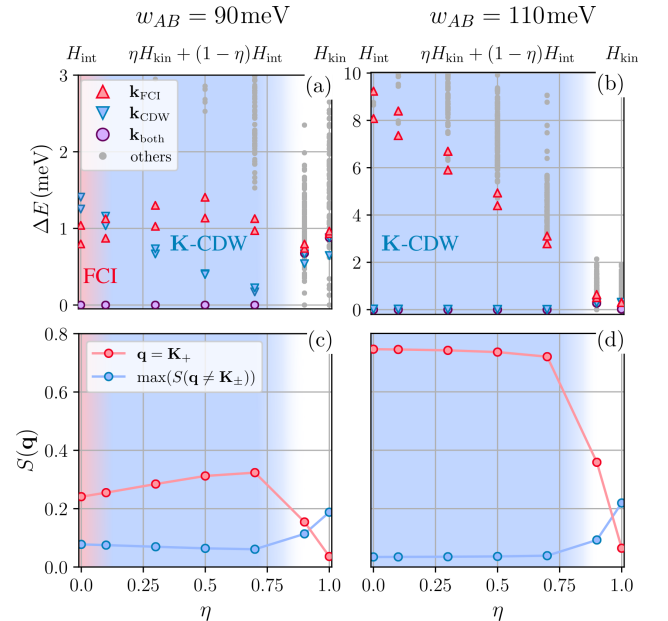 w_AB = 90 meV
w_AB = 110 meV
H_int ηH_kin + (1 − η)H_int H_kin
H_int ηH_kin + (1 − η)H_int H_kin
(a)
k_FCI
k_CDW
k_both
others
K-CDW
FCI
ΔE (meV)
3
2
1
0
(b)
K-CDW
10
8
6
4
2
0
(c)
q = K_+
max(S(q ≠ K_±))
S(q)
0.8
0.6
0.4
0.2
0.0
0.0 0.25 0.5 0.75 1.0
η
(d)
0.0 0.25 0.5 0.75 1.0
η